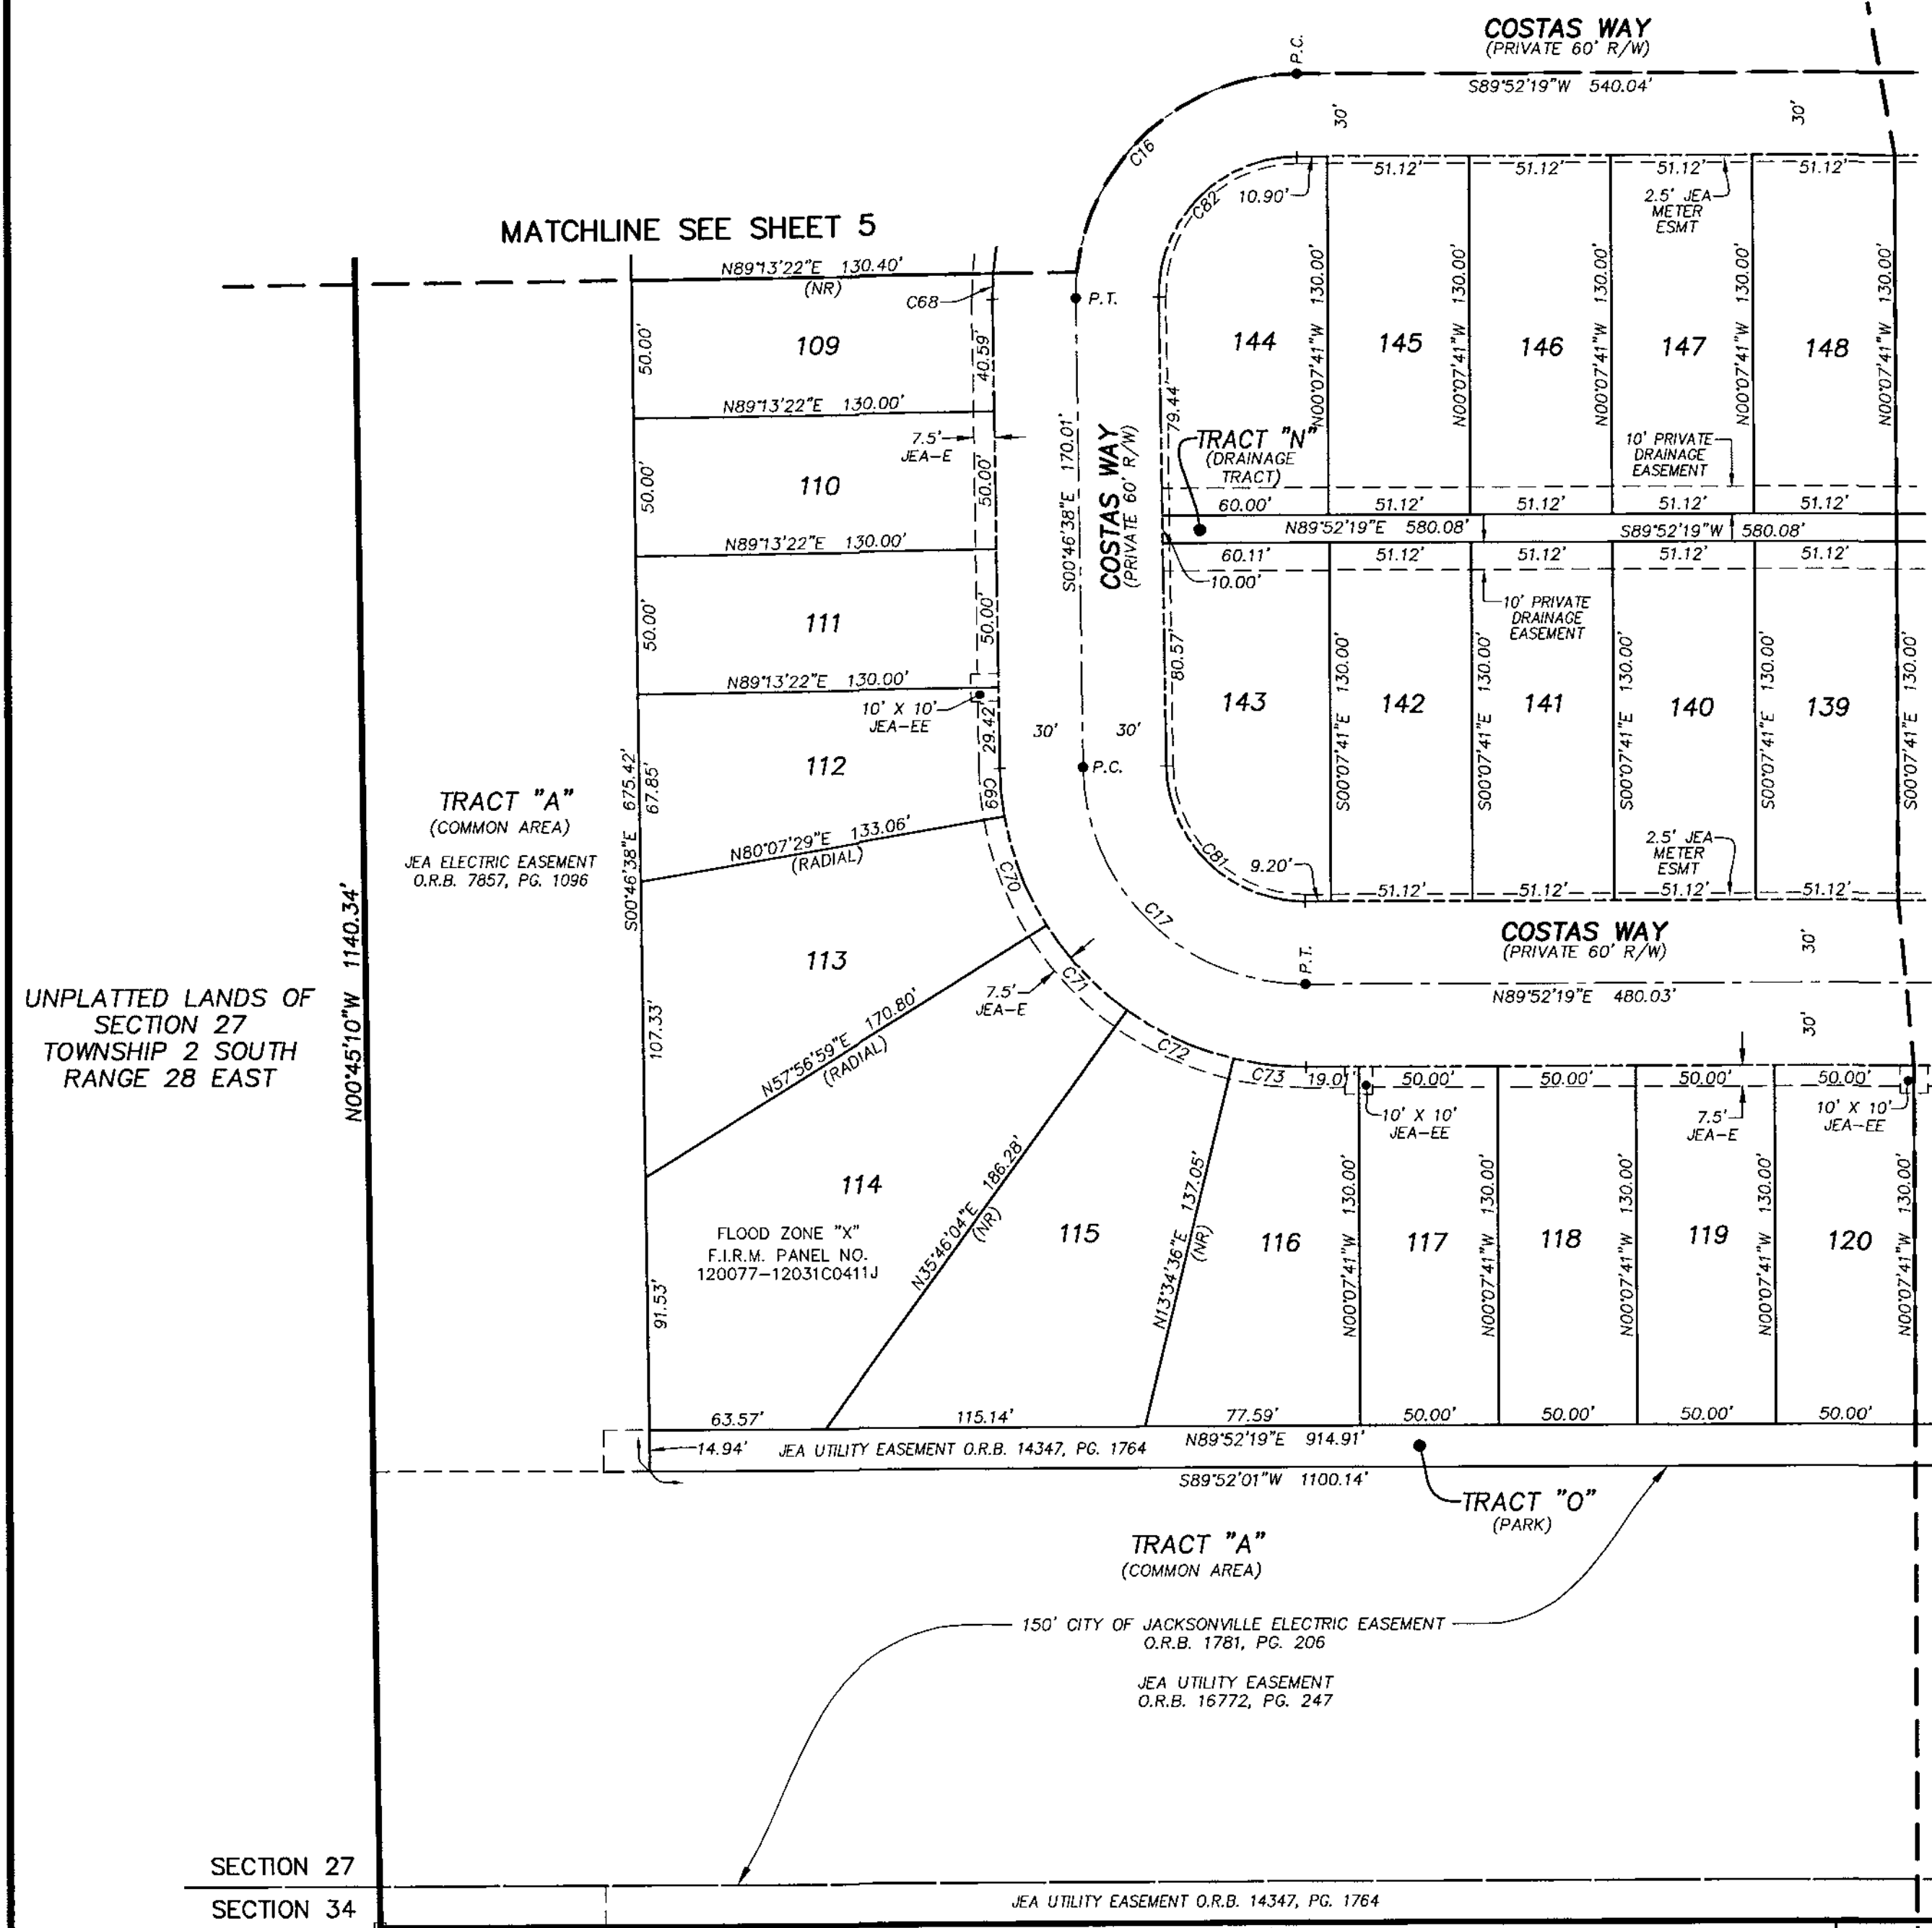 COSTAS WAY
(PRIVATE 60' R/W)
P.C.
S89°52'19"W 540.04'
30'
30'
C16
51.12'
51.12'
51.12'
51.12'
C82
10.90'
2.5' JEA
METER
ESMT
MATCHLINE SEE SHEET 5
N89°13'22"E 130.40'
(NR)
C68
P.T.
109
50.00'
40.59'
144
145
146
147
148
N00°07'41"W 130.00'
N00°07'41"W 130.00'
N00°07'41"W 130.00'
N00°07'41"W 130.00'
N00°07'41"W 130.00'
N89°13'22"E 130.00'
7.5'
JEA-E
79.44'
S00°46'38"E 170.01'
COSTAS WAY
(PRIVATE 60' R/W)
TRACT "N"
(DRAINAGE
TRACT)
10' PRIVATE
DRAINAGE
EASEMENT
110
50.00'
50.00'
60.00'
51.12'
51.12'
51.12'
51.12'
N89°52'19"E 580.08'
S89°52'19"W 580.08'
N89°13'22"E 130.00'
60.11'
51.12'
51.12'
51.12'
51.12'
10.00'
10' PRIVATE
DRAINAGE
EASEMENT
111
50.00'
50.00'
80.57'
N89°13'22"E 130.00'
10' X 10'
JEA-EE
29.42'
30'
30'
143
142
141
140
139
S00°07'41"E 130.00'
S00°07'41"E 130.00'
S00°07'41"E 130.00'
S00°07'41"E 130.00'
S00°07'41"E 130.00'
112
P.C.
C69
67.85'
S00°46'38"E 675.42'
TRACT "A"
(COMMON AREA)
JEA ELECTRIC EASEMENT
O.R.B. 7857, PG. 1096
N80°07'29"E 133.06'
(RADIAL)
C70
C81
9.20'
2.5' JEA
METER
ESMT
51.12'
51.12'
51.12'
51.12'
C17
COSTAS WAY
(PRIVATE 60' R/W)
30'
N00°45'10"W 1140.34'
113
P.T.
C71
7.5'
JEA-E
N89°52'19"E 480.03'
30'
UNPLATTED LANDS OF
SECTION 27
TOWNSHIP 2 SOUTH
RANGE 28 EAST
107.33'
N57°56'59"E 170.80'
(RADIAL)
C72
C73
19.01'
50.00'
50.00'
50.00'
50.00'
10' X 10'
JEA-EE
7.5'
JEA-E
10' X 10'
JEA-EE
114
FLOOD ZONE "X"
F.I.R.M. PANEL NO.
120077-12031C0411J
N35°46'04"E 186.28'
(NR)
115
N13°34'36"E 137.05'
(NR)
116
117
118
119
120
N00°07'41"W 130.00'
N00°07'41"W 130.00'
N00°07'41"W 130.00'
N00°07'41"W 130.00'
N00°07'41"W 130.00'
91.53'
63.57'
115.14'
77.59'
50.00'
50.00'
50.00'
50.00'
14.94'
JEA UTILITY EASEMENT O.R.B. 14347, PG. 1764
N89°52'19"E 914.91'
S89°52'01"W 1100.14'
TRACT "O"
(PARK)
TRACT "A"
(COMMON AREA)
150' CITY OF JACKSONVILLE ELECTRIC EASEMENT
O.R.B. 1781, PG. 206
JEA UTILITY EASEMENT
O.R.B. 16772, PG. 247
SECTION 27
SECTION 34
JEA UTILITY EASEMENT O.R.B. 14347, PG. 1764